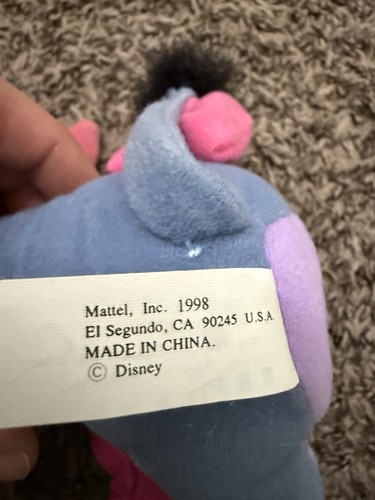 Mattel, Inc. 1998
El Segundo, CA 90245 U.S.A.
MADE IN CHINA.
© Disney